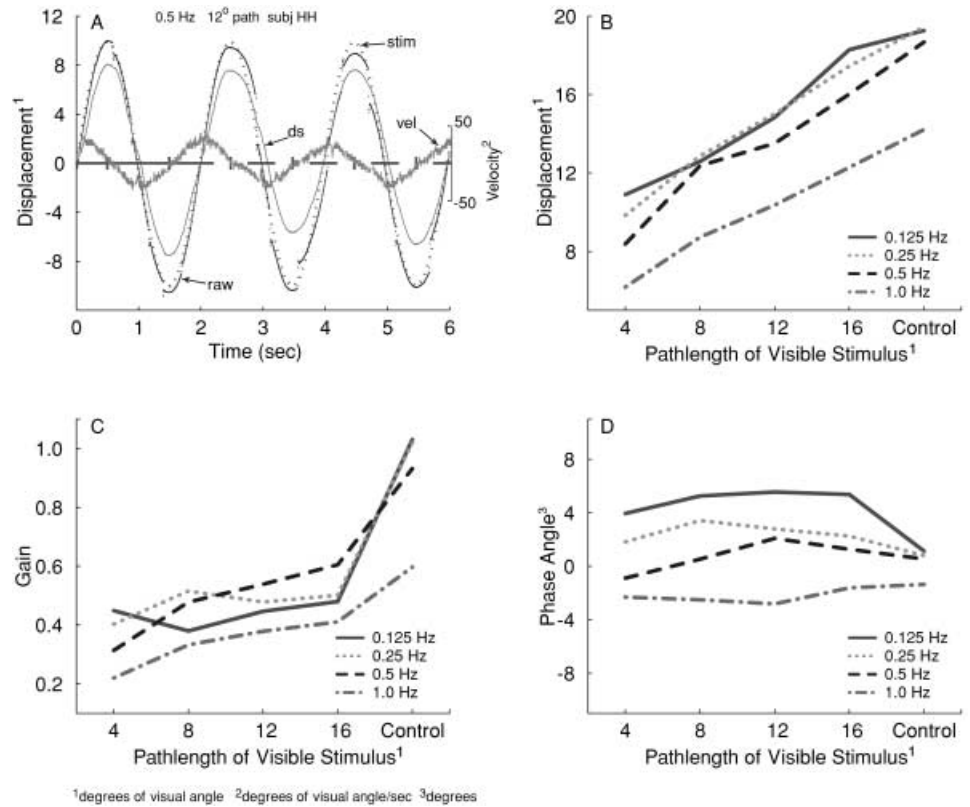 A
0.5 Hz 12° path subj HH
stim
ds
vel
raw
Displacement¹
12
8
4
0
-4
-8
50
-50
Velocity²
0 1 2 3 4 5 6
Time (sec)
B
Displacement¹
20
16
12
8
0.125 Hz
0.25 Hz
0.5 Hz
1.0 Hz
4 8 12 16 Control
Pathlength of Visible Stimulus¹
C
Gain
1.0
0.8
0.6
0.4
0.2
0.125 Hz
0.25 Hz
0.5 Hz
1.0 Hz
4 8 12 16 Control
Pathlength of Visible Stimulus¹
D
Phase Angle³
8
4
0
-4
-8
0.125 Hz
0.25 Hz
0.5 Hz
1.0 Hz
4 8 12 16 Control
Pathlength of Visible Stimulus¹
¹degrees of visual angle ²degrees of visual angle/sec ³degrees